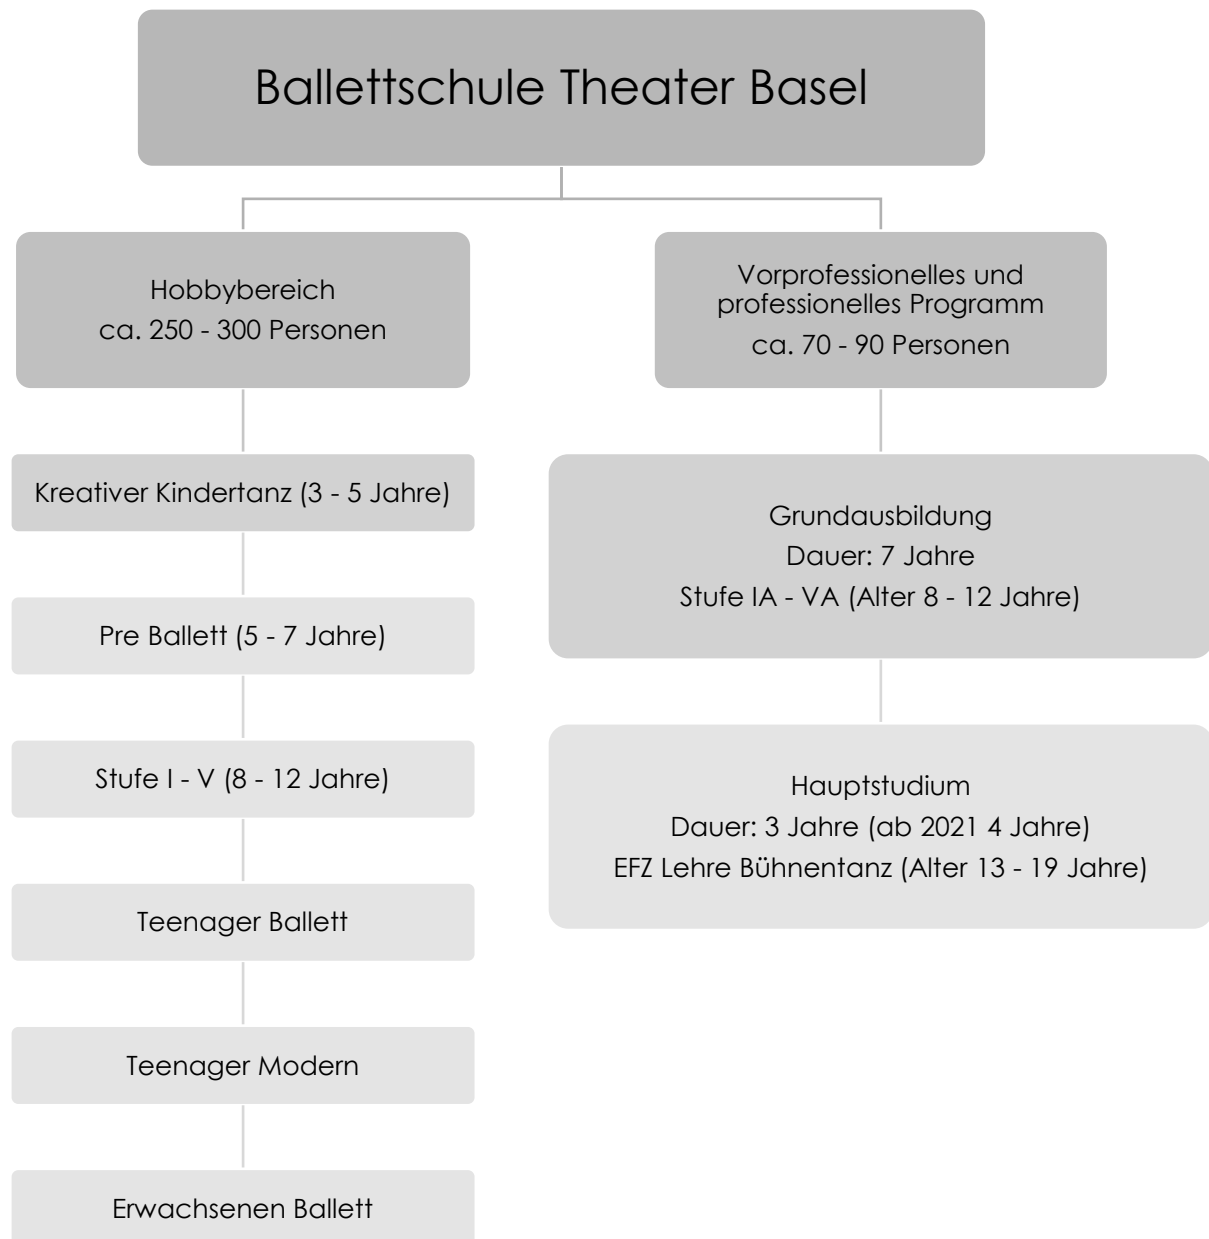 Ballettschule Theater Basel
Hobbybereich
ca. 250 - 300 Personen
Vorprofessionelles und
professionelles Programm
ca. 70 - 90 Personen
Kreativer Kindertanz (3 - 5 Jahre)
Pre Ballett (5 - 7 Jahre)
Stufe I - V (8 - 12 Jahre)
Teenager Ballett
Teenager Modern
Erwachsenen Ballett
Grundausbildung
Dauer: 7 Jahre
Stufe IA - VA (Alter 8 - 12 Jahre)
Hauptstudium
Dauer: 3 Jahre (ab 2021 4 Jahre)
EFZ Lehre Bühnentanz (Alter 13 - 19 Jahre)